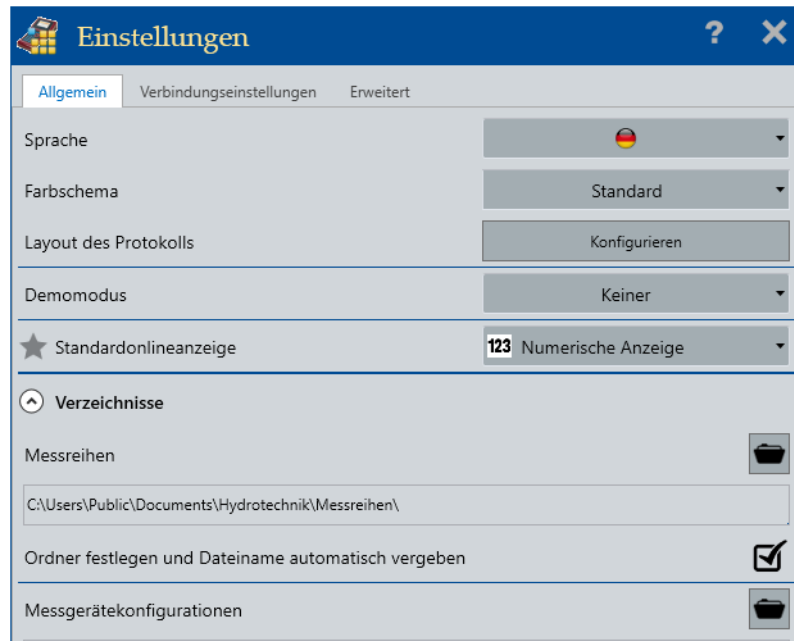 Einstellungen ?
Allgemein Verbindungseinstellungen Erweitert
Sprache
Farbschema Standard
Layout des Protokolls Konfigurieren
Demomodus Keiner
Standardonlineanzeige 123 Numerische Anzeige
Verzeichnisse
Messreihen
C:\Users\Public\Documents\Hydrotechnik\Messreihen\
Ordner festlegen und Dateiname automatisch vergeben
Messgerätekonfigurationen